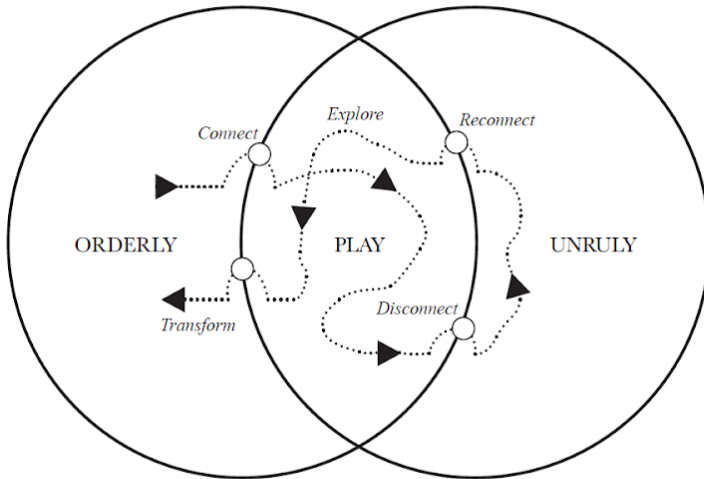 Explore
Reconnect
Connect
ORDERLY
PLAY
UNRULY
Disconnect
Transform